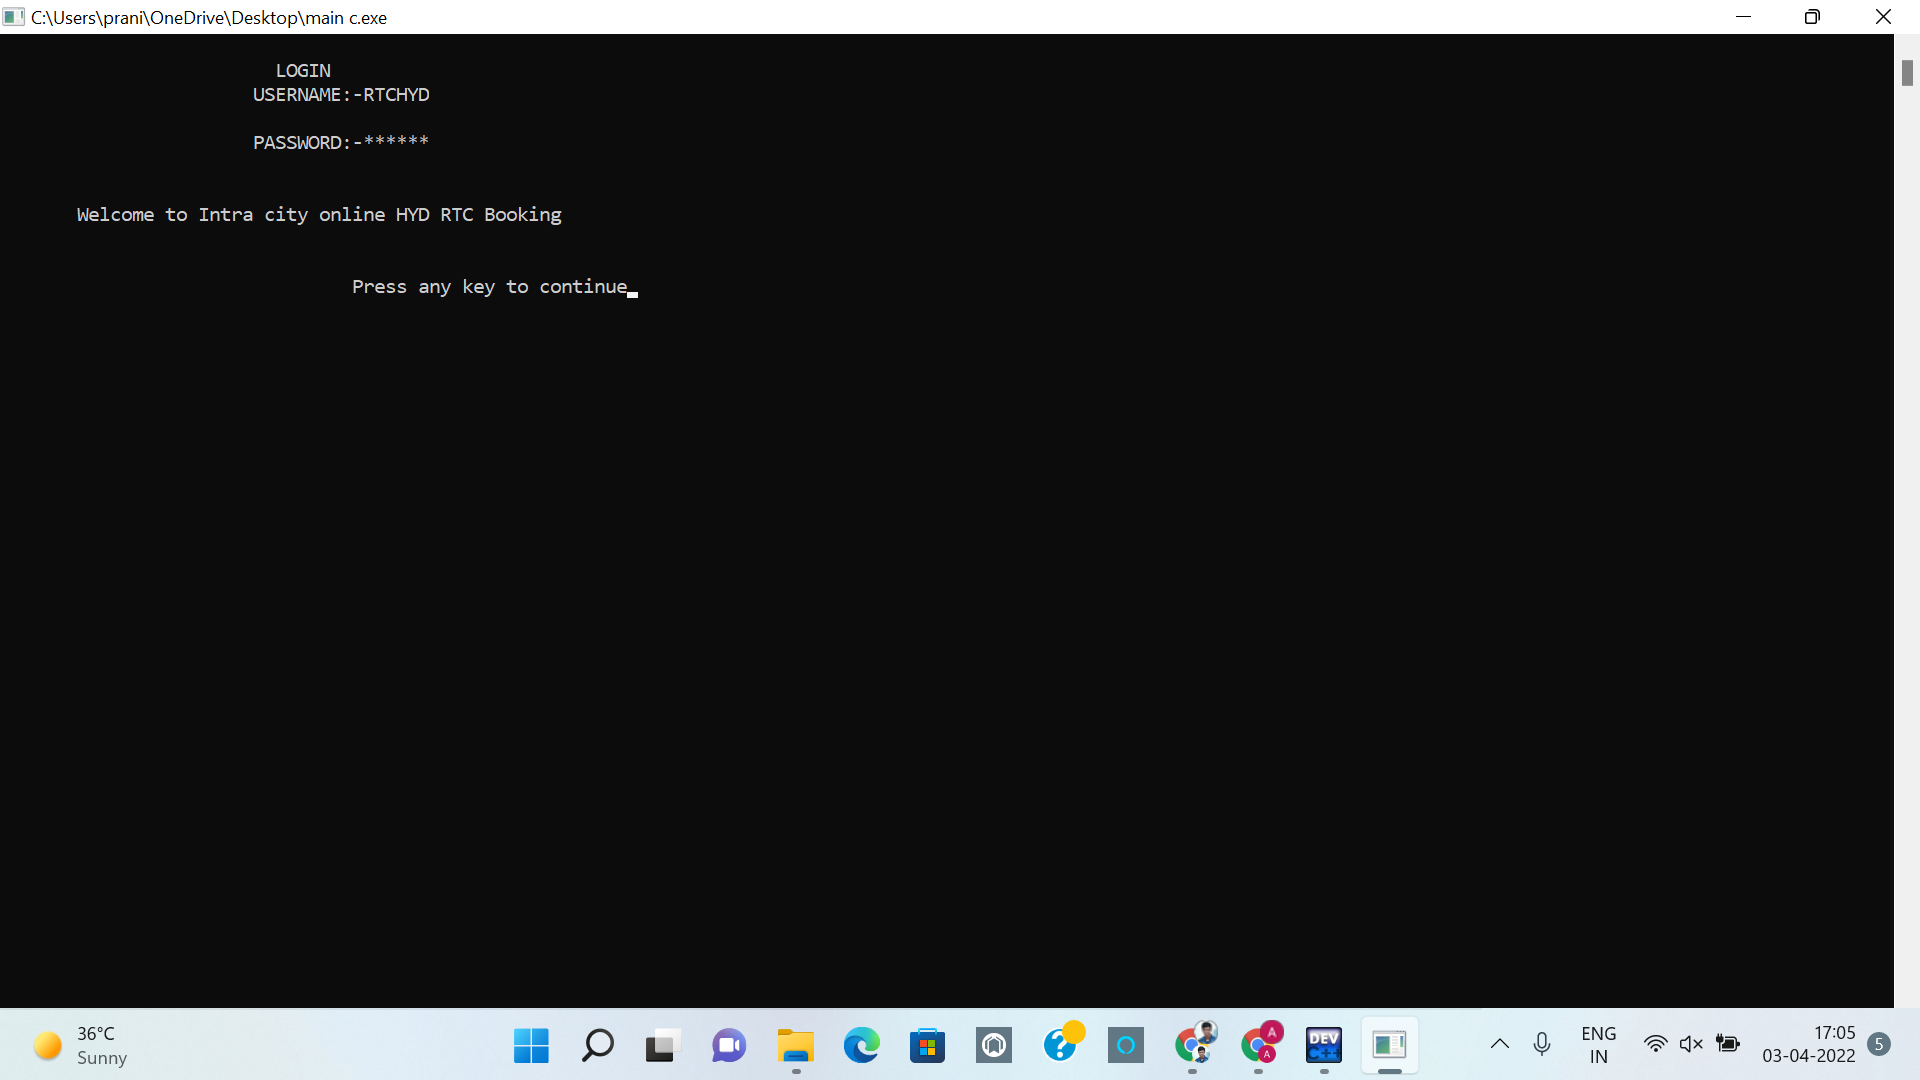 C:\Users\prani\OneDrive\Desktop\main c.exe
LOGIN
USERNAME:-RTCHYD
PASSWORD:-******
Welcome to Intra city online HYD RTC Booking
Press any key to continue
36°C
Sunny
A
A
DEV
C++
ENG
IN
17:05
03-04-2022
5